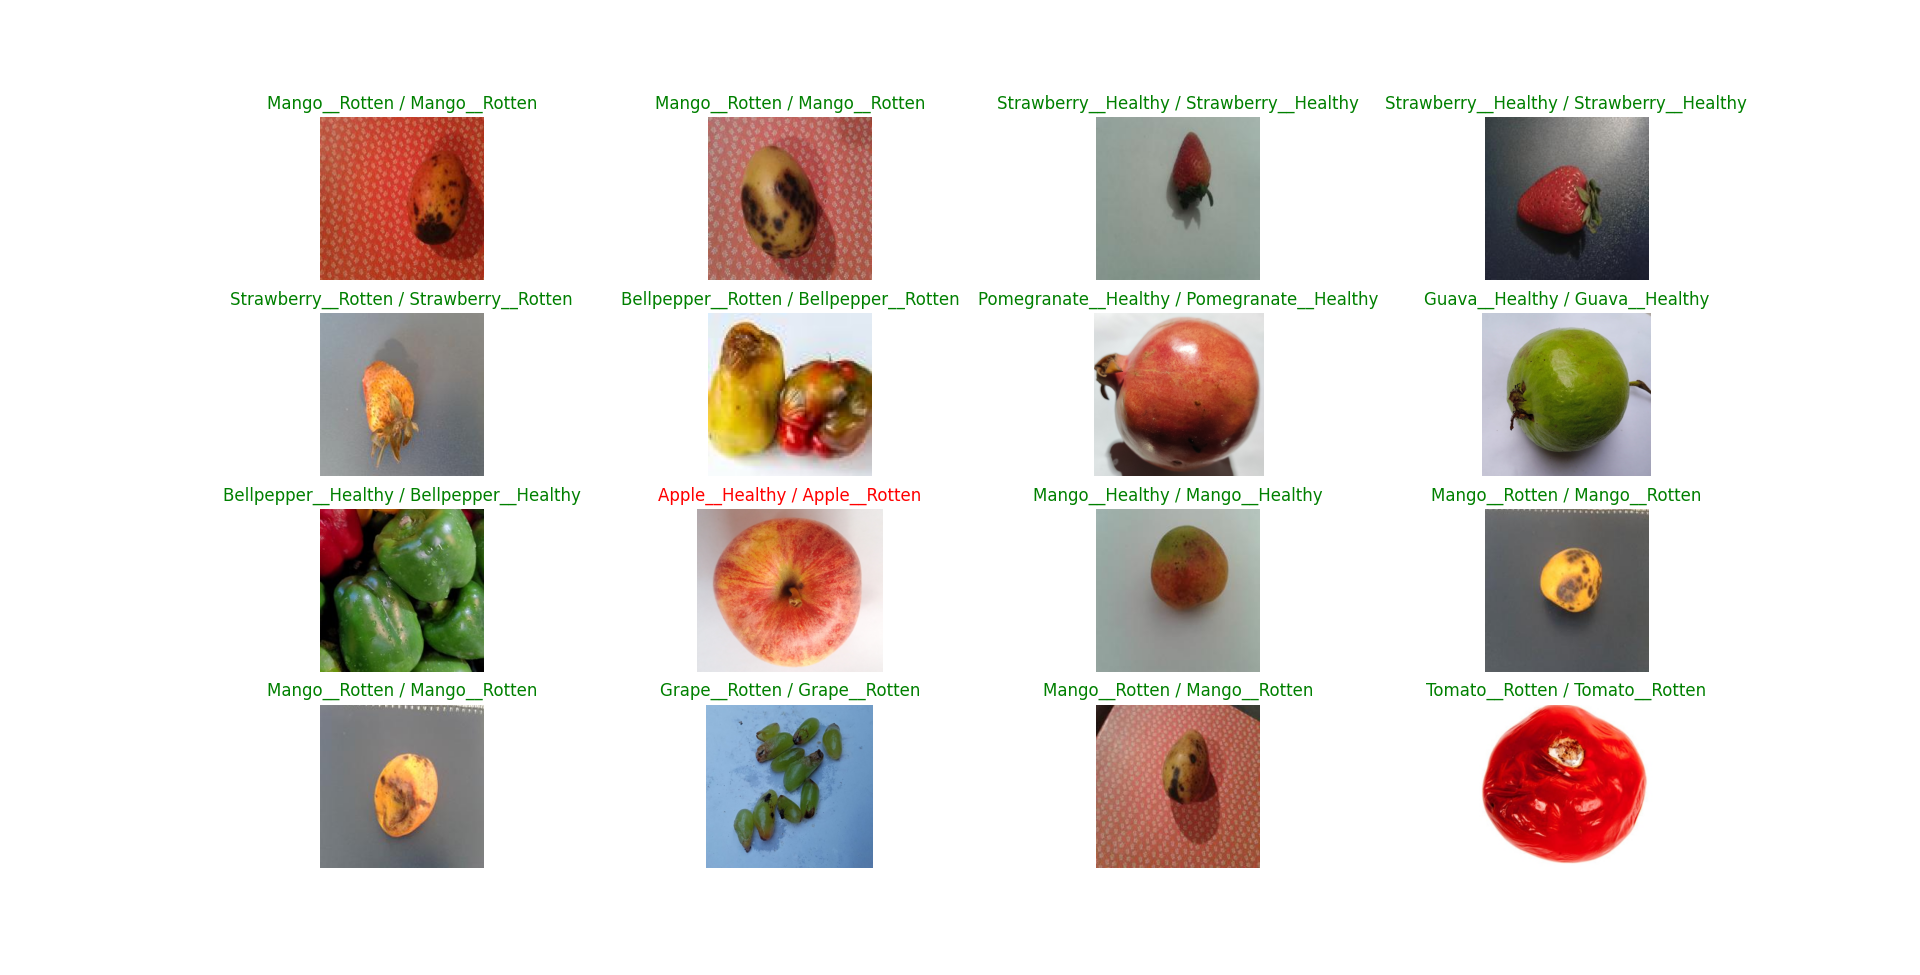 Mango__Rotten / Mango__Rotten
Mango__Rotten / Mango__Rotten
Strawberry__Healthy / Strawberry__Healthy
Strawberry__Healthy / Strawberry__Healthy
Strawberry__Rotten / Strawberry__Rotten
Bellpepper__Rotten / Bellpepper__Rotten
Pomegranate__Healthy / Pomegranate__Healthy
Guava__Healthy / Guava__Healthy
Bellpepper__Healthy / Bellpepper__Healthy
Apple__Healthy / Apple__Rotten
Mango__Healthy / Mango__Healthy
Mango__Rotten / Mango__Rotten
Mango__Rotten / Mango__Rotten
Grape__Rotten / Grape__Rotten
Mango__Rotten / Mango__Rotten
Tomato__Rotten / Tomato__Rotten